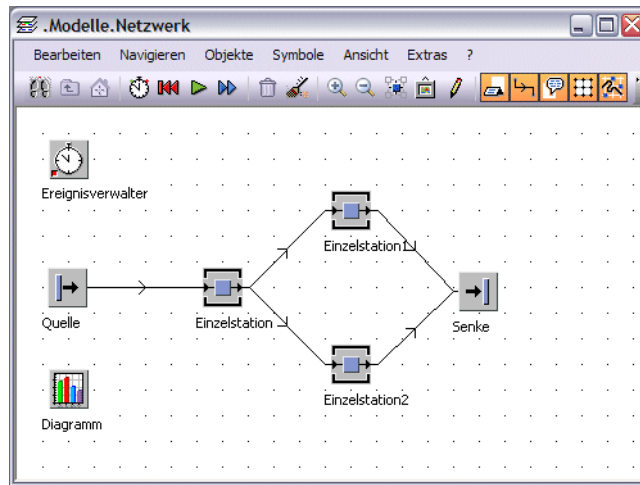 .Modelle.Netzwerk
Bearbeiten Navigieren Objekte Symbole Ansicht Extras ?
Ereignisverwalter
Einzelstation1
Quelle
Einzelstation
Senke
Einzelstation2
Diagramm